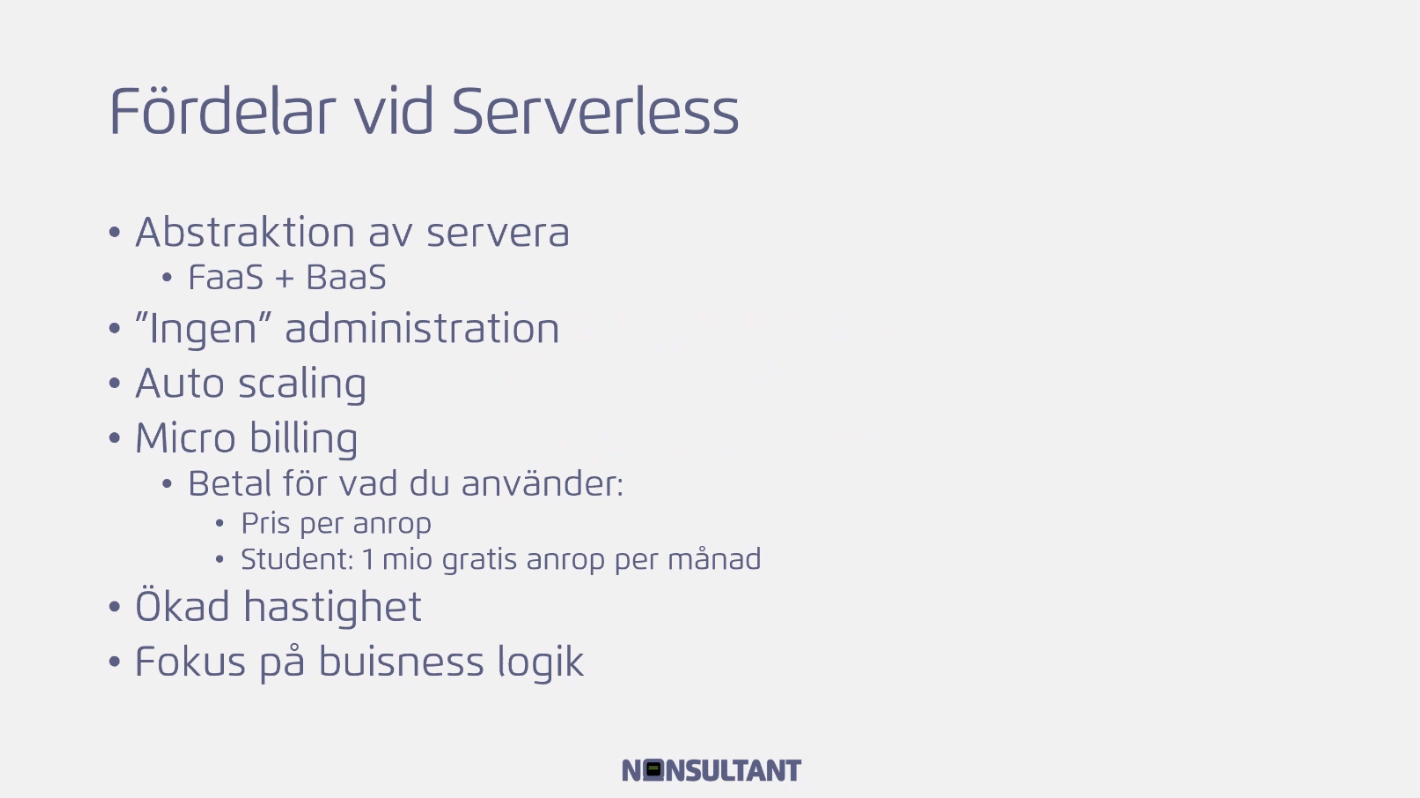 Fördelar vid Serverless
• Abstraktion av servera
• FaaS + BaaS
• ”Ingen” administration
• Auto scaling
• Micro billing
• Betal för vad du använder:
• Pris per anrop
• Student: 1 mio gratis anrop per månad
• Ökad hastighet
• Fokus på buisness logik
NONSULTANT